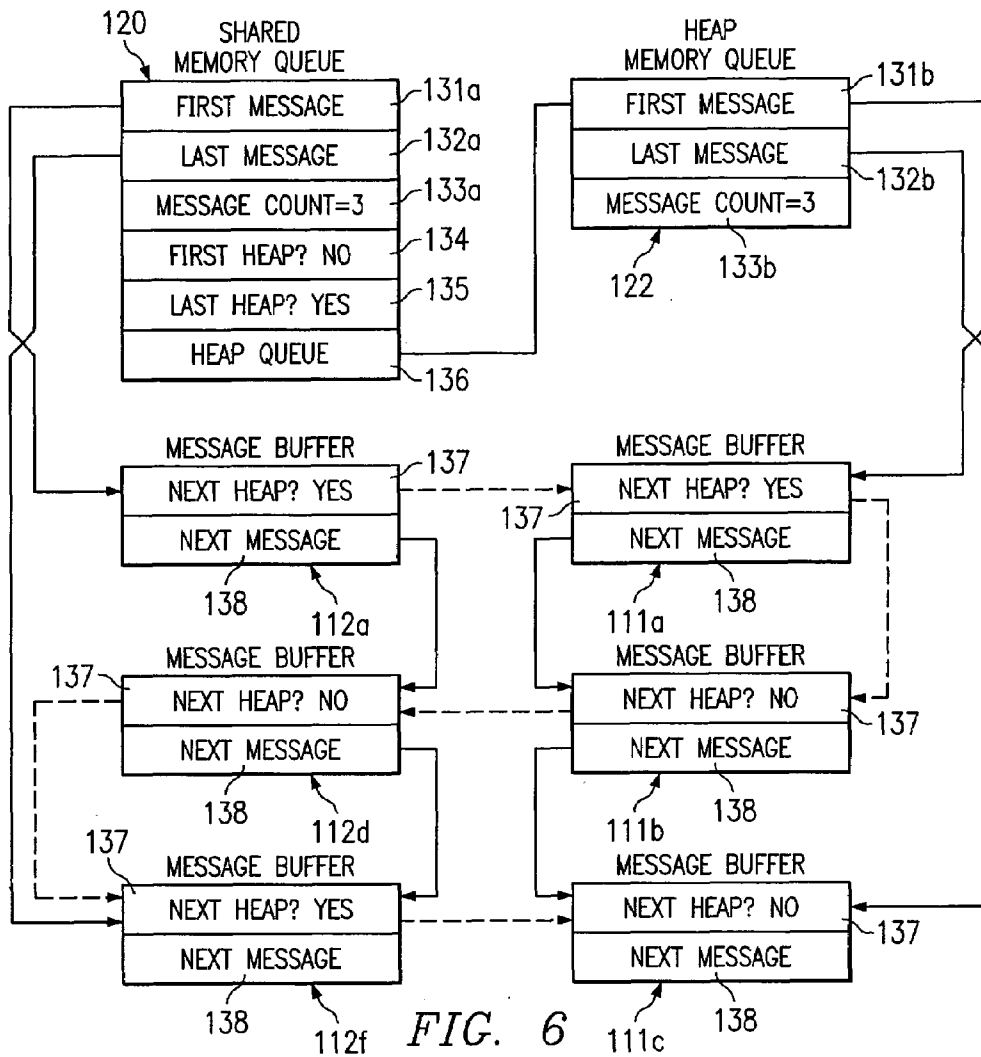 120
SHARED
MEMORY QUEUE
FIRST MESSAGE
131a
LAST MESSAGE
132a
MESSAGE COUNT=3
133a
FIRST HEAP? NO
134
LAST HEAP? YES
135
HEAP QUEUE
136
HEAP
MEMORY QUEUE
FIRST MESSAGE
131b
LAST MESSAGE
132b
MESSAGE COUNT=3
122
133b
MESSAGE BUFFER
NEXT HEAP? YES
137
NEXT MESSAGE
138
112a
MESSAGE BUFFER
NEXT HEAP? YES
137
NEXT MESSAGE
138
111a
MESSAGE BUFFER
137
NEXT HEAP? NO
NEXT MESSAGE
138
112d
MESSAGE BUFFER
NEXT HEAP? NO
137
NEXT MESSAGE
138
111b
MESSAGE BUFFER
137
NEXT HEAP? YES
NEXT MESSAGE
138
112f
MESSAGE BUFFER
NEXT HEAP? NO
137
NEXT MESSAGE
138
111c
FIG. 6